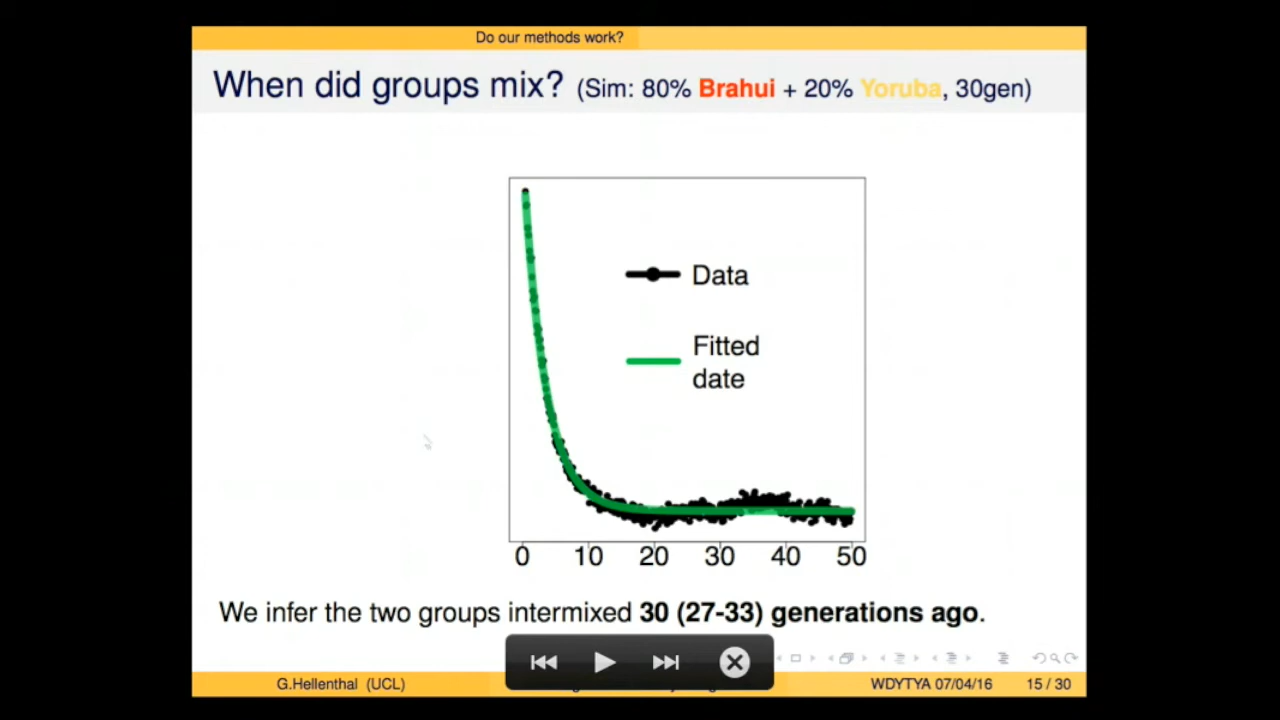 Do our methods work?
When did groups mix? (Sim: 80% Brahui + 20% Yoruba, 30gen)
Data
Fitted
date
0 10 20 30 40 50
We infer the two groups intermixed 30 (27-33) generations ago.
G.Hellenthal (UCL)
WDYTYA 07/04/16 15 / 30